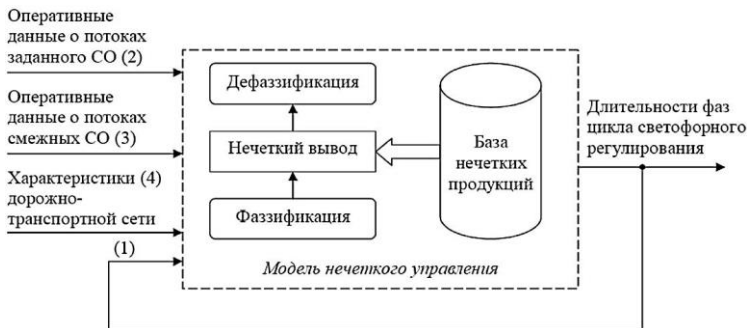 Оперативные
данные о потоках
заданного СО (2)
Оперативные
данные о потоках
смежных СО (3)
Характеристики (4)
дорожно-
транспортной сети
(1)
Дефаззификация
Нечеткий вывод
Фаззификация
База
нечетких
продукций
Модель нечеткого управления
Длительности фаз
цикла светофорного
регулирования